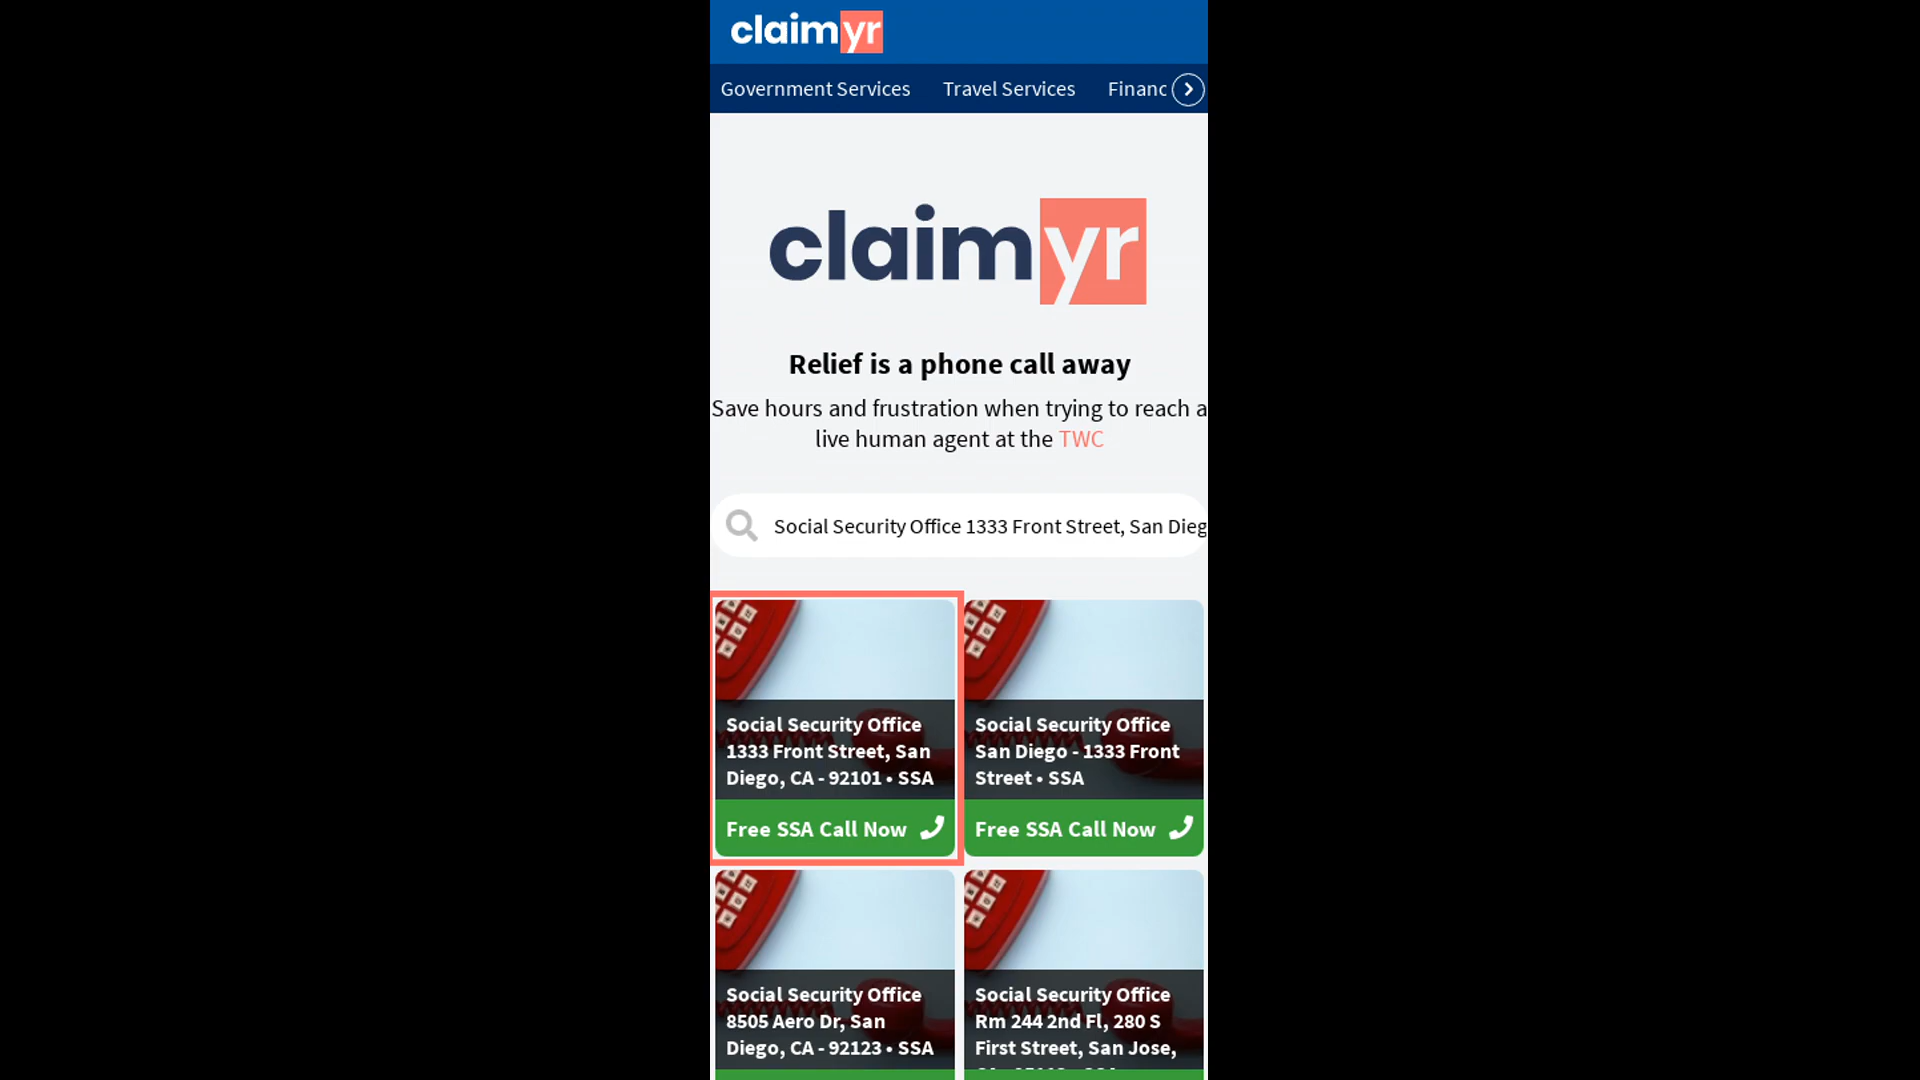 claimyr
Government Services
Travel Services
Financ
claimyr
Relief is a phone call away
Save hours and frustration when trying to reach a
live human agent at the TWC
Social Security Office 1333 Front Street, San Dieg
Social Security Office
1333 Front Street, San
Diego, CA - 92101 • SSA
Free SSA Call Now
Social Security Office
San Diego - 1333 Front
Street • SSA
Free SSA Call Now
Social Security Office
8505 Aero Dr, San
Diego, CA - 92123 • SSA
Social Security Office
Rm 244 2nd Fl, 280 S
First Street, San Jose,